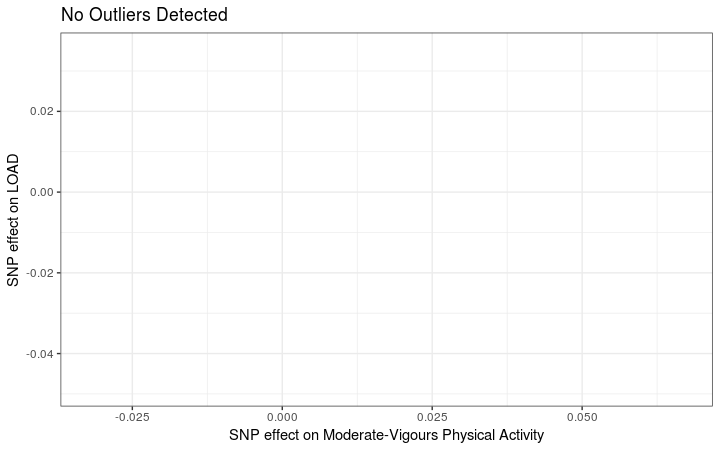 No Outliers Detected
SNP effect on LOAD
0.02
0.00
-0.02
-0.04
-0.025 0.000 0.025 0.050
SNP effect on Moderate-Vigours Physical Activity